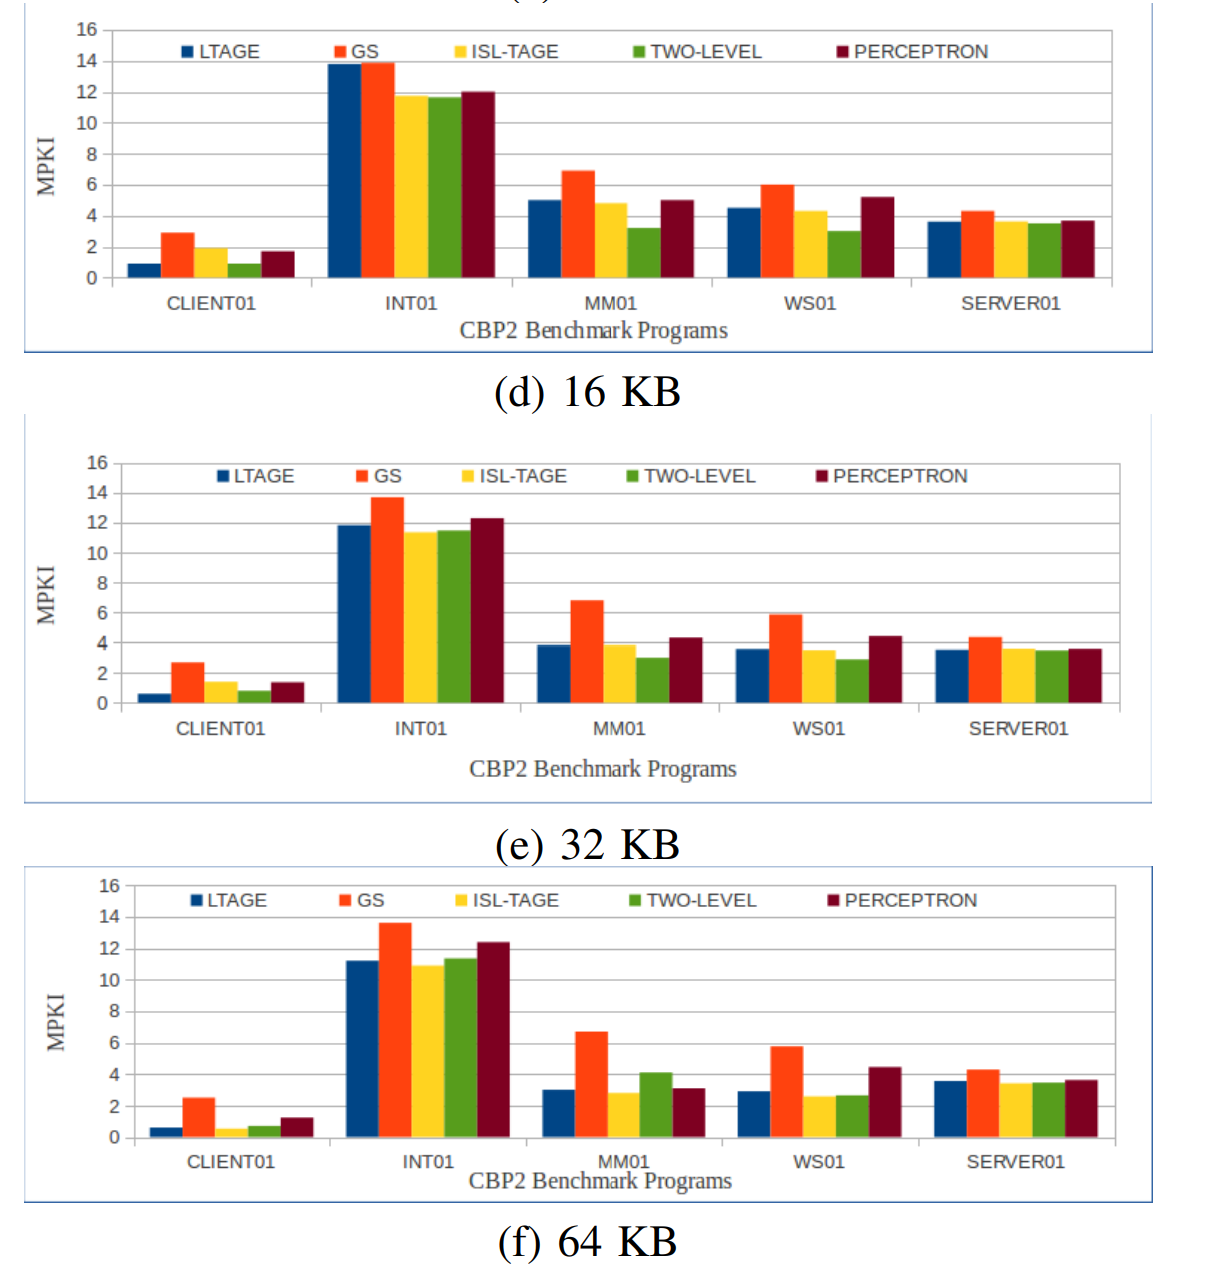 16
LTAGE GS ISL-TAGE TWO-LEVEL PERCEPTRON
14
12
10
8
6
4
2
0
MPKI
CLIENT01 INT01 MM01 WS01 SERVER01
CBP2 Benchmark Programs
(d) 16 KB
16
LTAGE GS ISL-TAGE TWO-LEVEL PERCEPTRON
14
12
10
8
6
4
2
0
MPKI
CLIENT01 INT01 MM01 WS01 SERVER01
CBP2 Benchmark Programs
(e) 32 KB
16
LTAGE GS ISL-TAGE TWO-LEVEL PERCEPTRON
14
12
10
8
6
4
2
0
MPKI
CLIENT01 INT01 MM01 WS01 SERVER01
CBP2 Benchmark Programs
(f) 64 KB